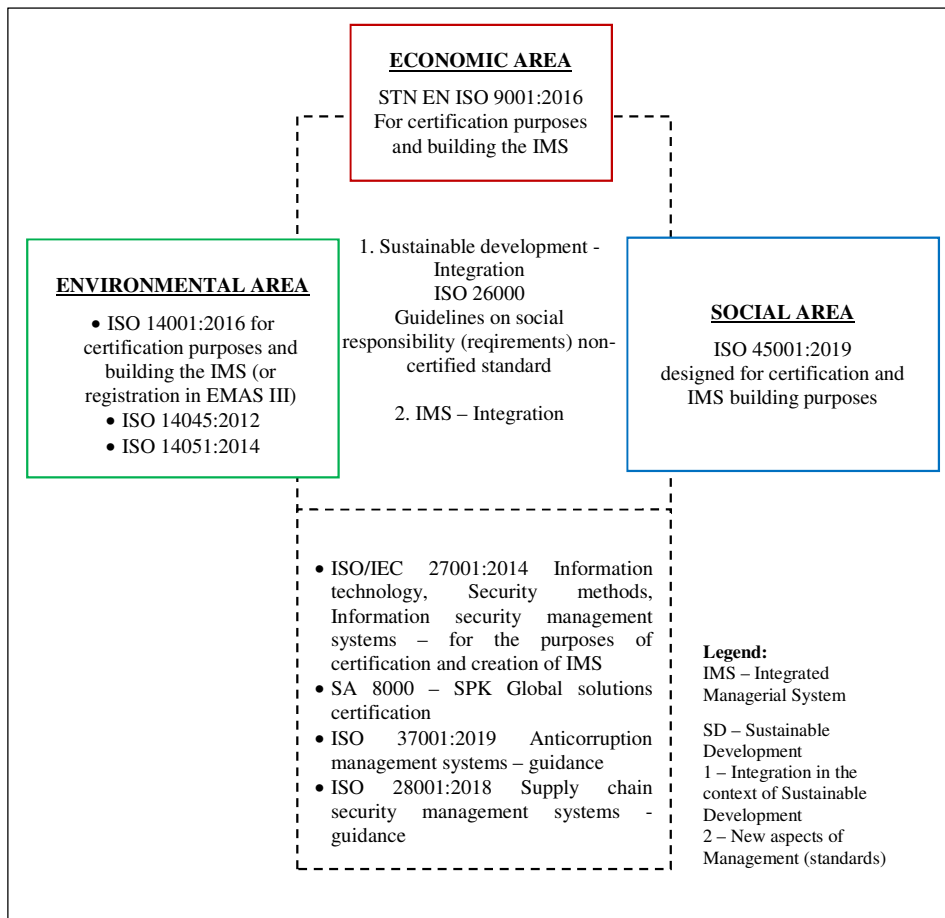 ECONOMIC AREA
STN EN ISO 9001:2016
For certification purposes
and building the IMS
ENVIRONMENTAL AREA
• ISO 14001:2016 for
certification purposes and
building the IMS (or
registration in EMAS III)
• ISO 14045:2012
• ISO 14051:2014
1. Sustainable development -
Integration
ISO 26000
Guidelines on social
responsibility (reqirements) non-
certified standard
2. IMS – Integration
SOCIAL AREA
ISO 45001:2019
designed for certification and
IMS building purposes
• ISO/IEC 27001:2014 Information
technology, Security methods,
Information security management
systems – for the purposes of
certification and creation of IMS
• SA 8000 – SPK Global solutions
certification
• ISO 37001:2019 Anticorruption
management systems – guidance
• ISO 28001:2018 Supply chain
security management systems -
guidance
Legend:
IMS – Integrated
Managerial System
SD – Sustainable
Development
1 – Integration in the
context of Sustainable
Development
2 – New aspects of
Management (standards)